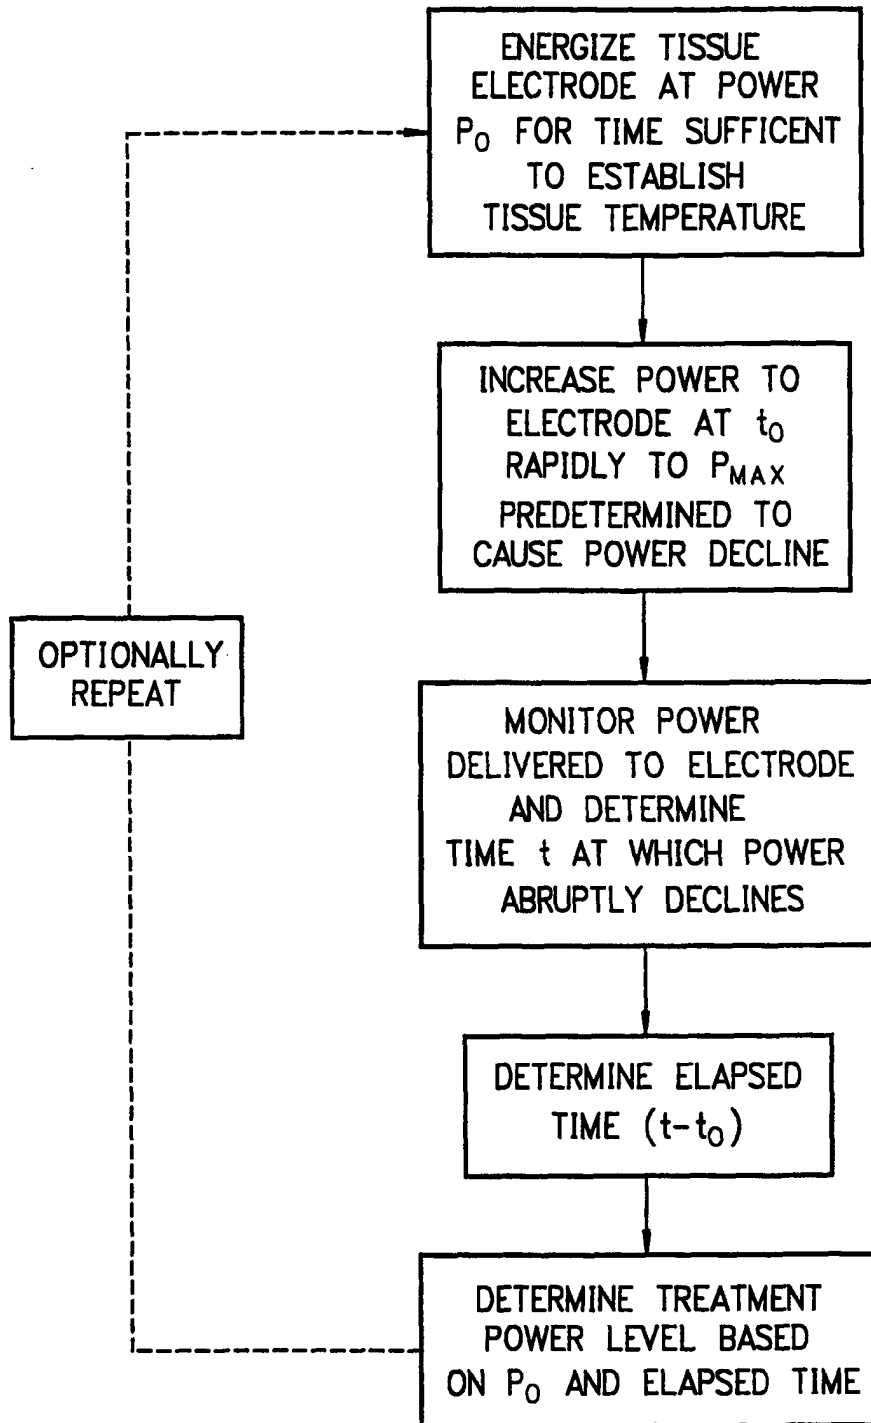 ENERGIZE TISSUE
ELECTRODE AT POWER
P₀ FOR TIME SUFFICENT
TO ESTABLISH
TISSUE TEMPERATURE
INCREASE POWER TO
ELECTRODE AT t₀
RAPIDLY TO PMAX
PREDETERMINED TO
CAUSE POWER DECLINE
OPTIONALLY
REPEAT
MONITOR POWER
DELIVERED TO ELECTRODE
AND DETERMINE
TIME t AT WHICH POWER
ABRUPTLY DECLINES
DETERMINE ELAPSED
TIME (t-t₀)
DETERMINE TREATMENT
POWER LEVEL BASED
ON P₀ AND ELAPSED TIME